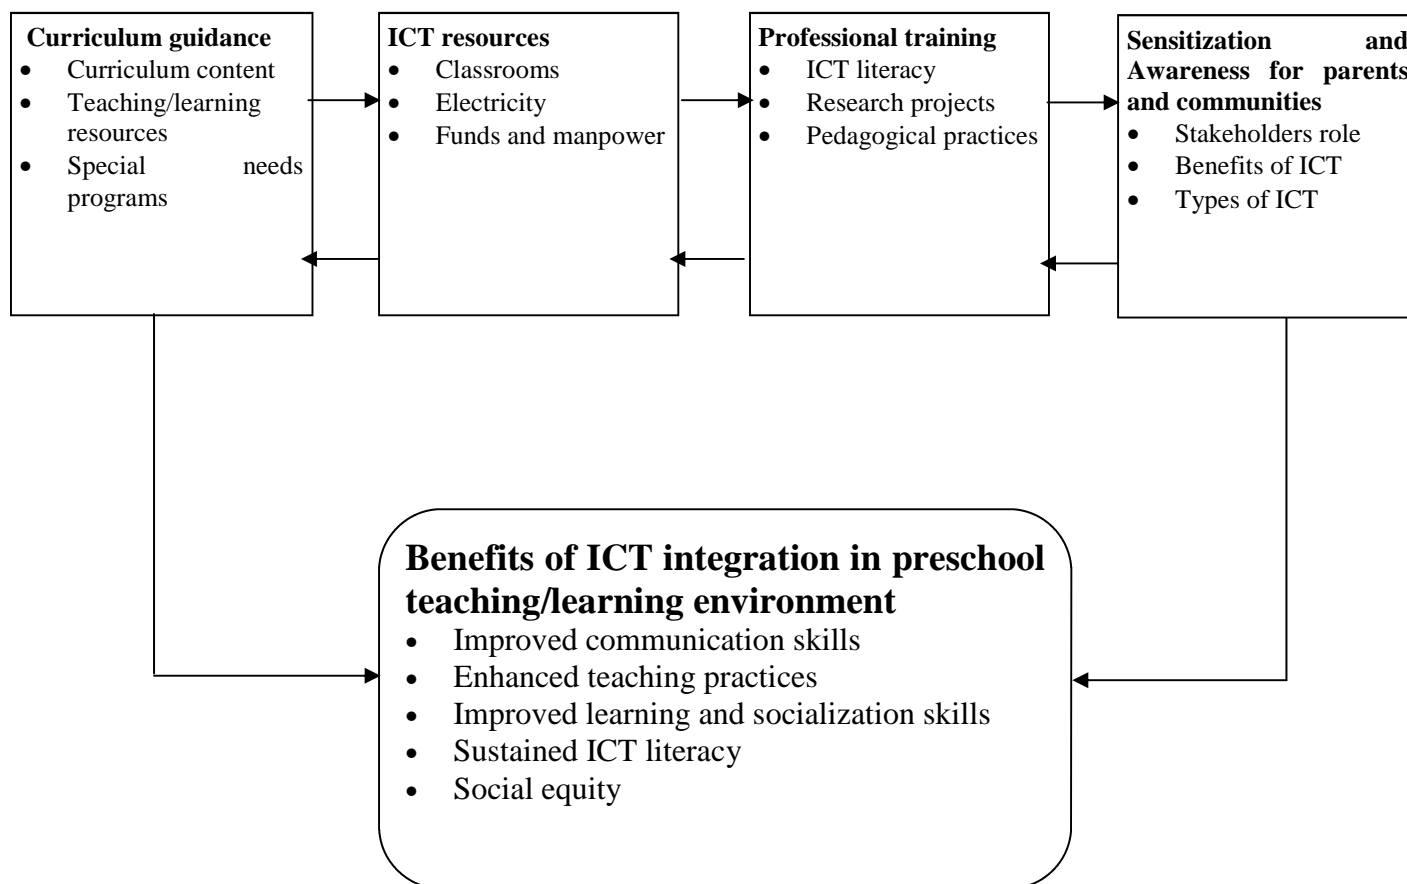 Curriculum guidance
• Curriculum content
• Teaching/learning
resources
• Special needs
programs
ICT resources
• Classrooms
• Electricity
• Funds and manpower
Professional training
• ICT literacy
• Research projects
• Pedagogical practices
Sensitization and
Awareness for parents
and communities
• Stakeholders role
• Benefits of ICT
• Types of ICT
Benefits of ICT integration in preschool
teaching/learning environment
• Improved communication skills
• Enhanced teaching practices
• Improved learning and socialization skills
• Sustained ICT literacy
• Social equity